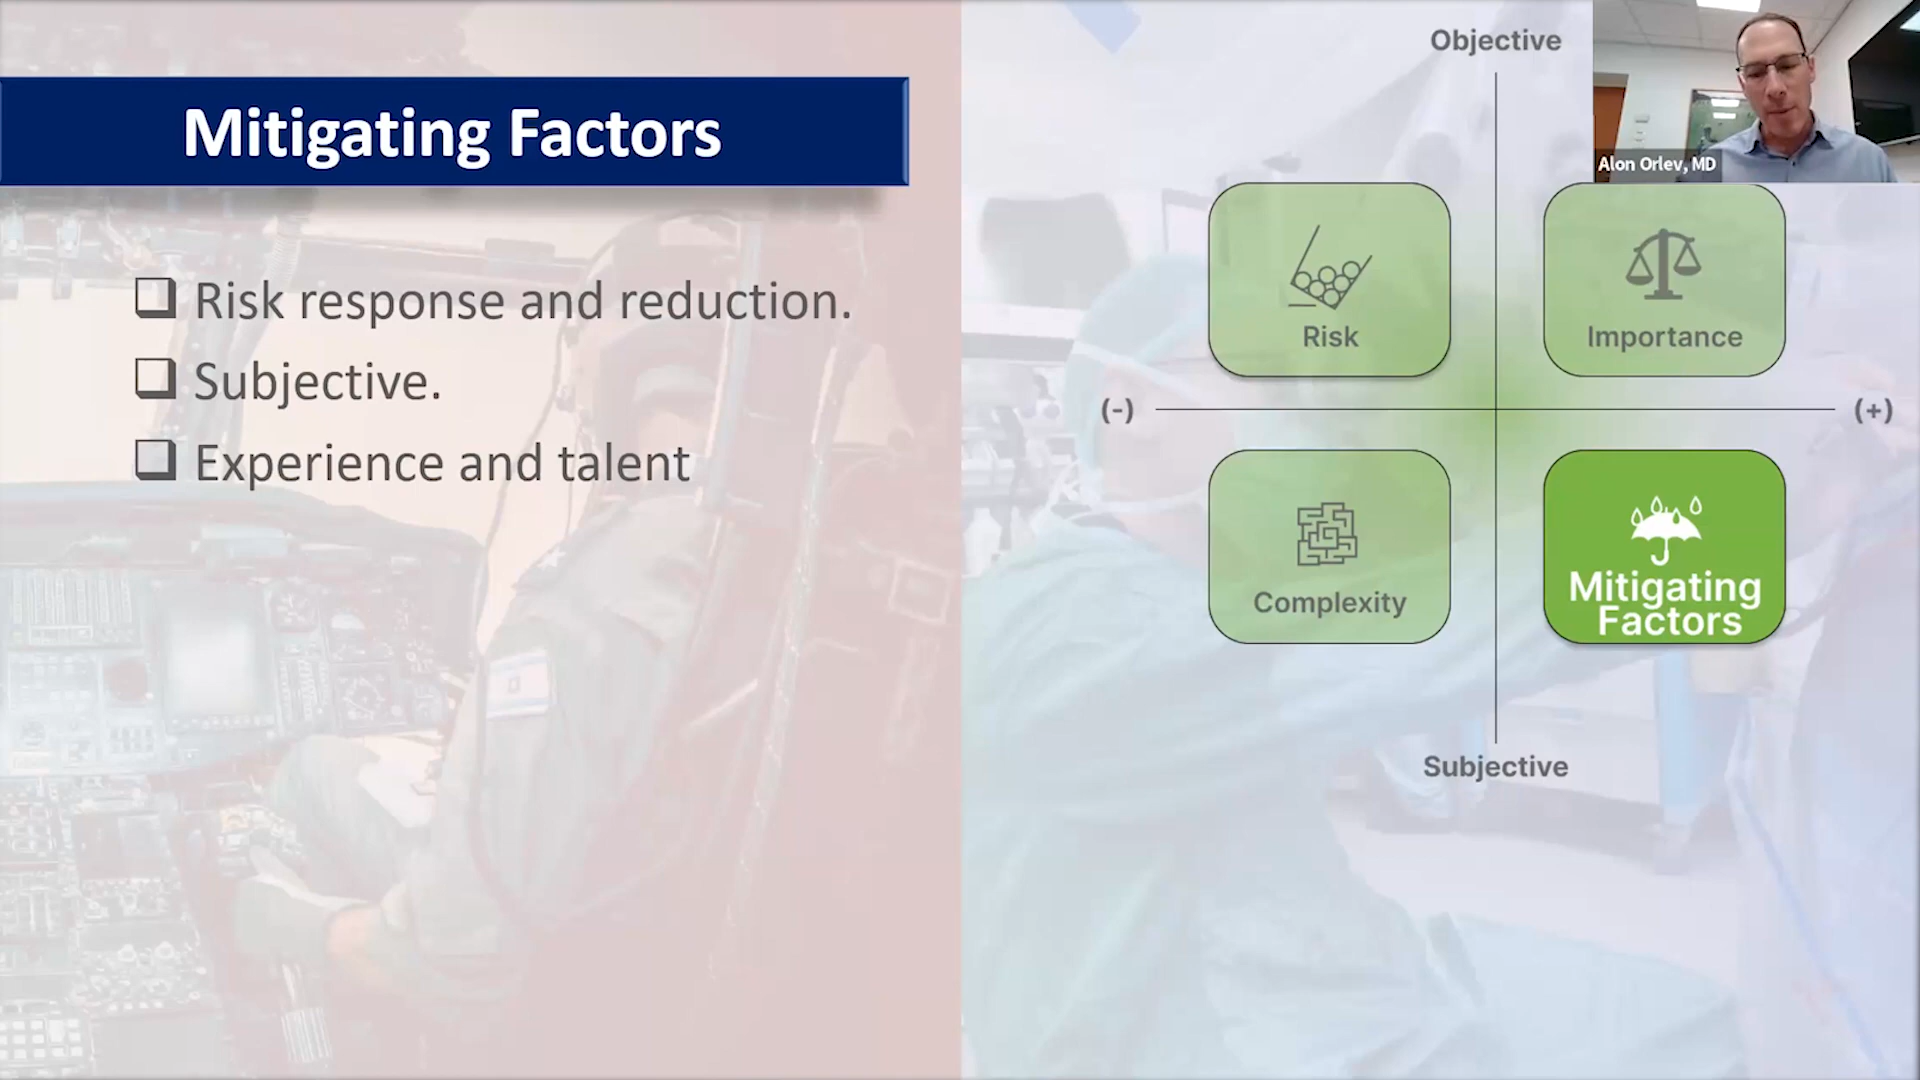 Mitigating Factors
Risk response and reduction.
Subjective.
Experience and talent
Objective
Alon Orlev, MD
Risk
Importance
(-)
(+)
Complexity
Mitigating
Factors
Subjective